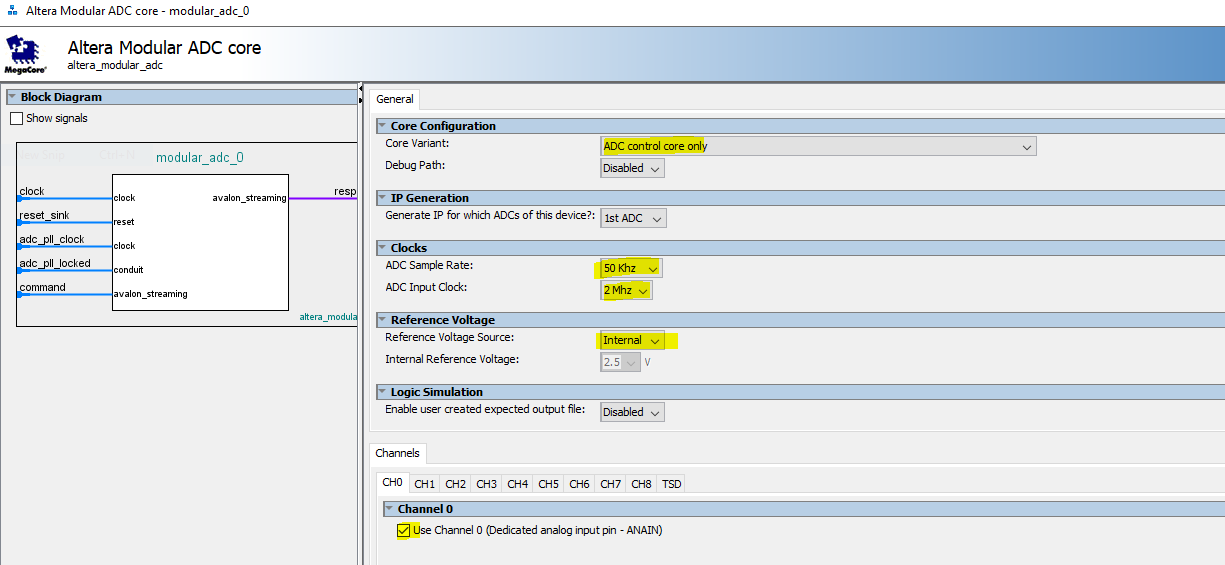 Altera Modular ADC core - modular_adc_0
Altera Modular ADC core
altera_modular_adc
MegaCore®
Block Diagram
Show signals
modular_adc_0
clock
clock
avalon_streaming
resp
reset_sink
reset
adc_pll_clock
clock
adc_pll_locked
conduit
command
avalon_streaming
altera_modula
General
Core Configuration
Core Variant: ADC control core only
Debug Path: Disabled
IP Generation
Generate IP for which ADCs of this device?: 1st ADC
Clocks
ADC Sample Rate: 50 Khz
ADC Input Clock: 2 Mhz
Reference Voltage
Reference Voltage Source: Internal
Internal Reference Voltage: 2.5 V
Logic Simulation
Enable user created expected output file: Disabled
Channels
CH0 CH1 CH2 CH3 CH4 CH5 CH6 CH7 CH8 TSD
Channel 0
Use Channel 0 (Dedicated analog input pin - ANAIN)